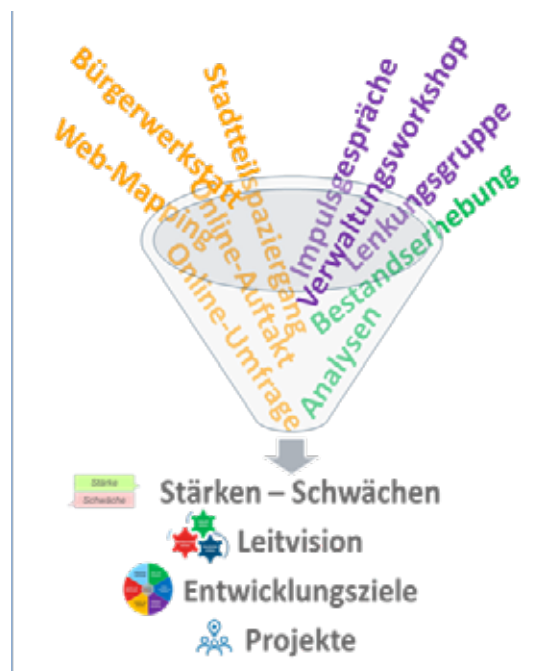 Bürgerwerkstatt
Web-Mapping
Stadtteilspaziergang
Online-Auftakt
Online-Umfrage
Impulsgespräche
Verwaltungsworkshop
Lenkungsgruppe
Bestandserhebung
Analysen
Stärke
Schwäche
Stärken – Schwächen
Leitvision
Entwicklungsziele
Projekte